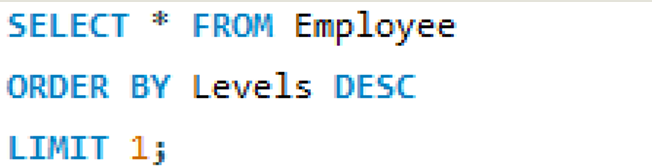 SELECT * FROM Employee
ORDER BY Levels DESC
LIMIT 1;